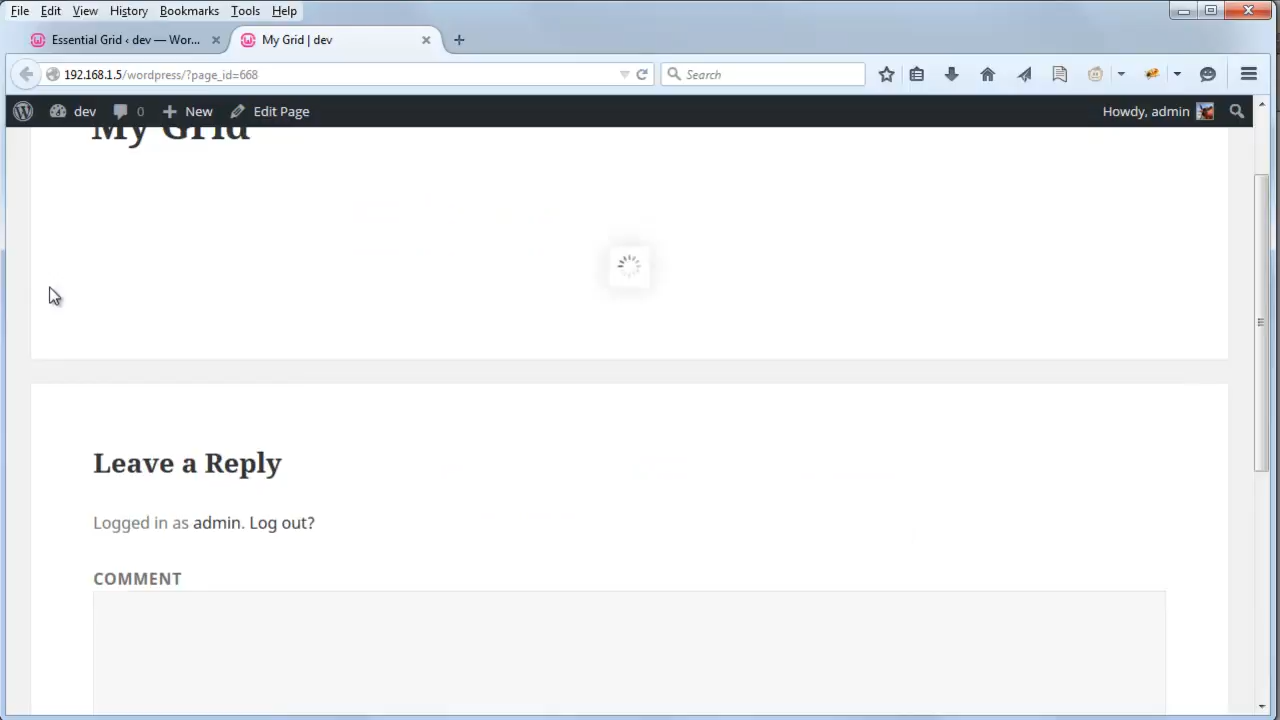 File Edit View History Bookmarks Tools Help
Essential Grid ‹ dev — Wor...
My Grid | dev
192.168.1.5/wordpress/?page_id=668
Search
dev 0 New Edit Page Howdy, admin
My Grid
Leave a Reply
Logged in as admin. Log out?
COMMENT